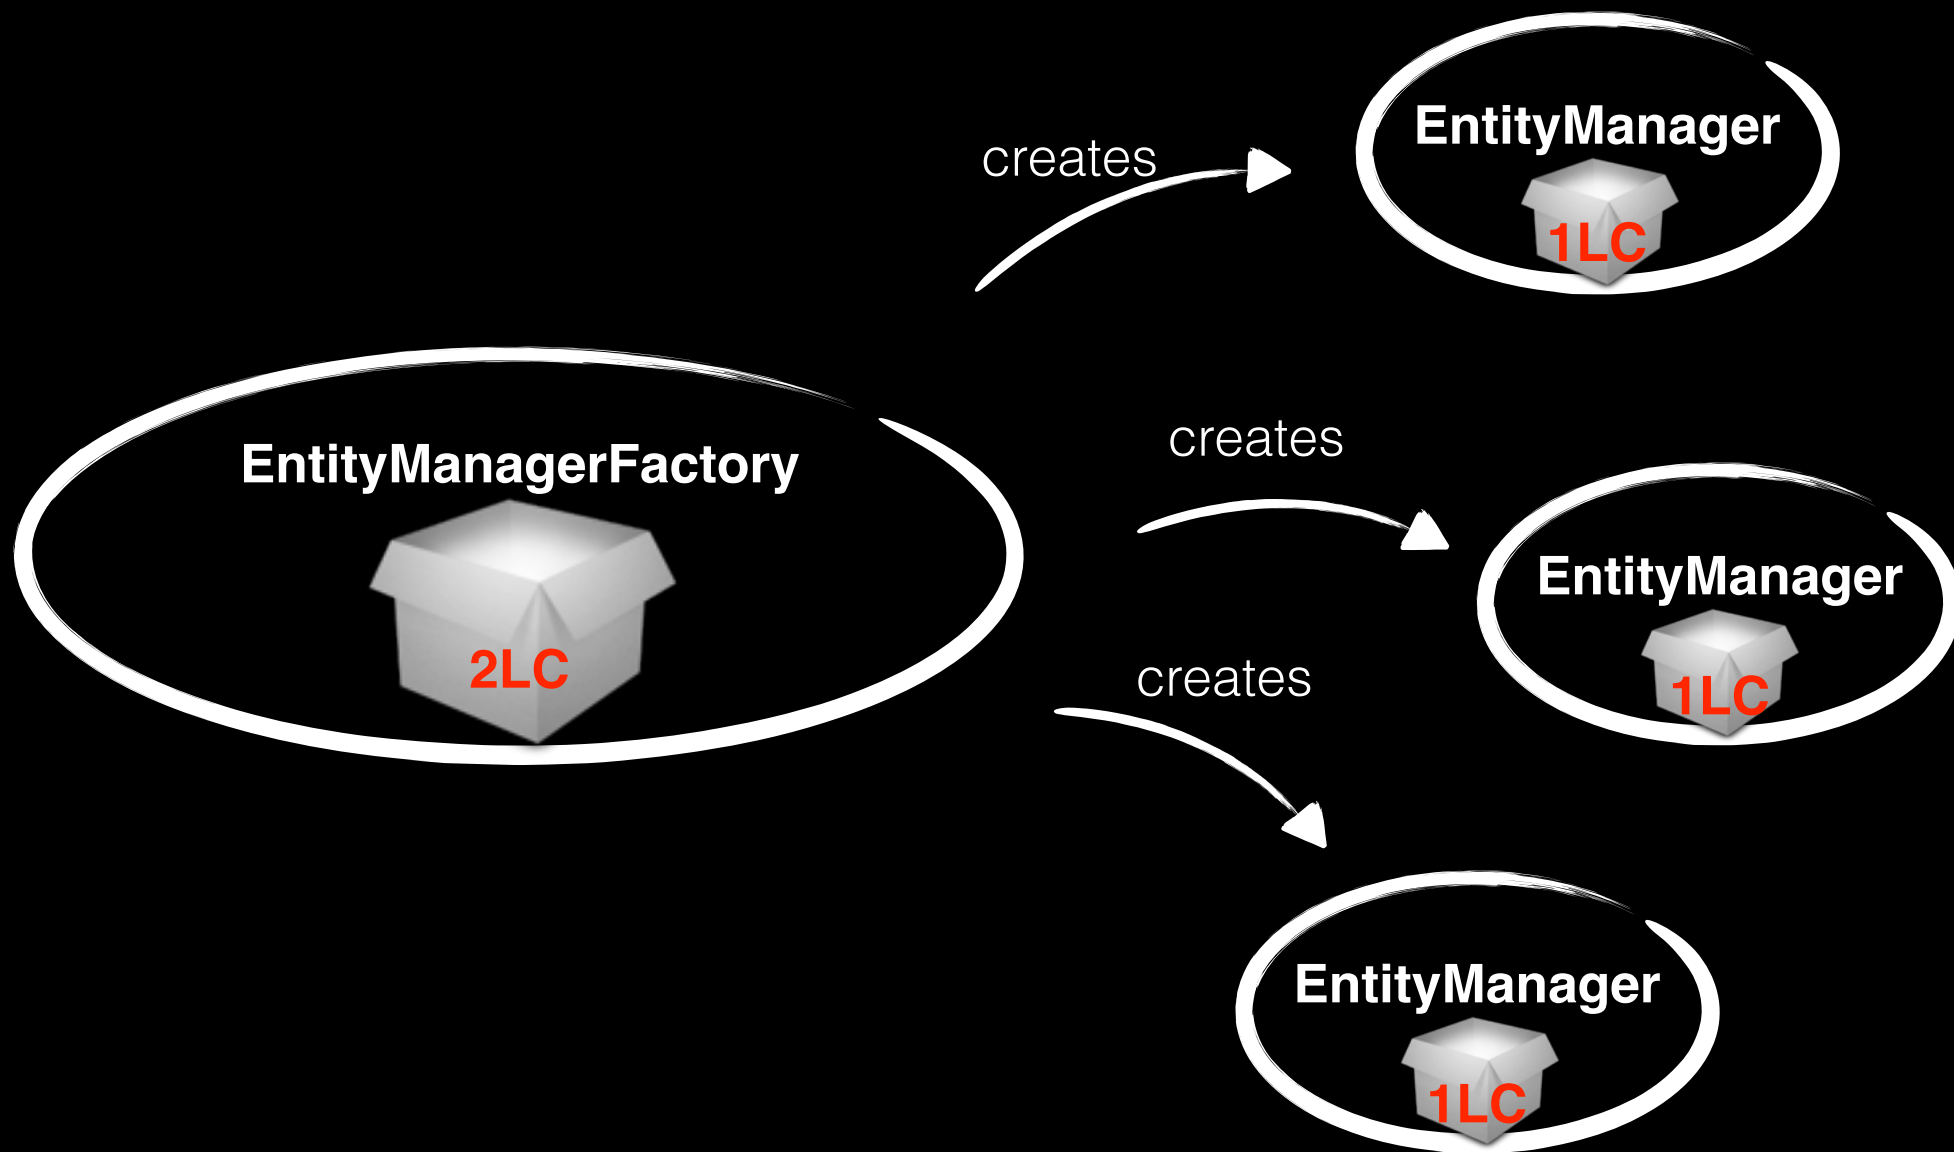 EntityManager
1LC
creates
EntityManagerFactory
2LC
creates
EntityManager
1LC
creates
EntityManager
1LC